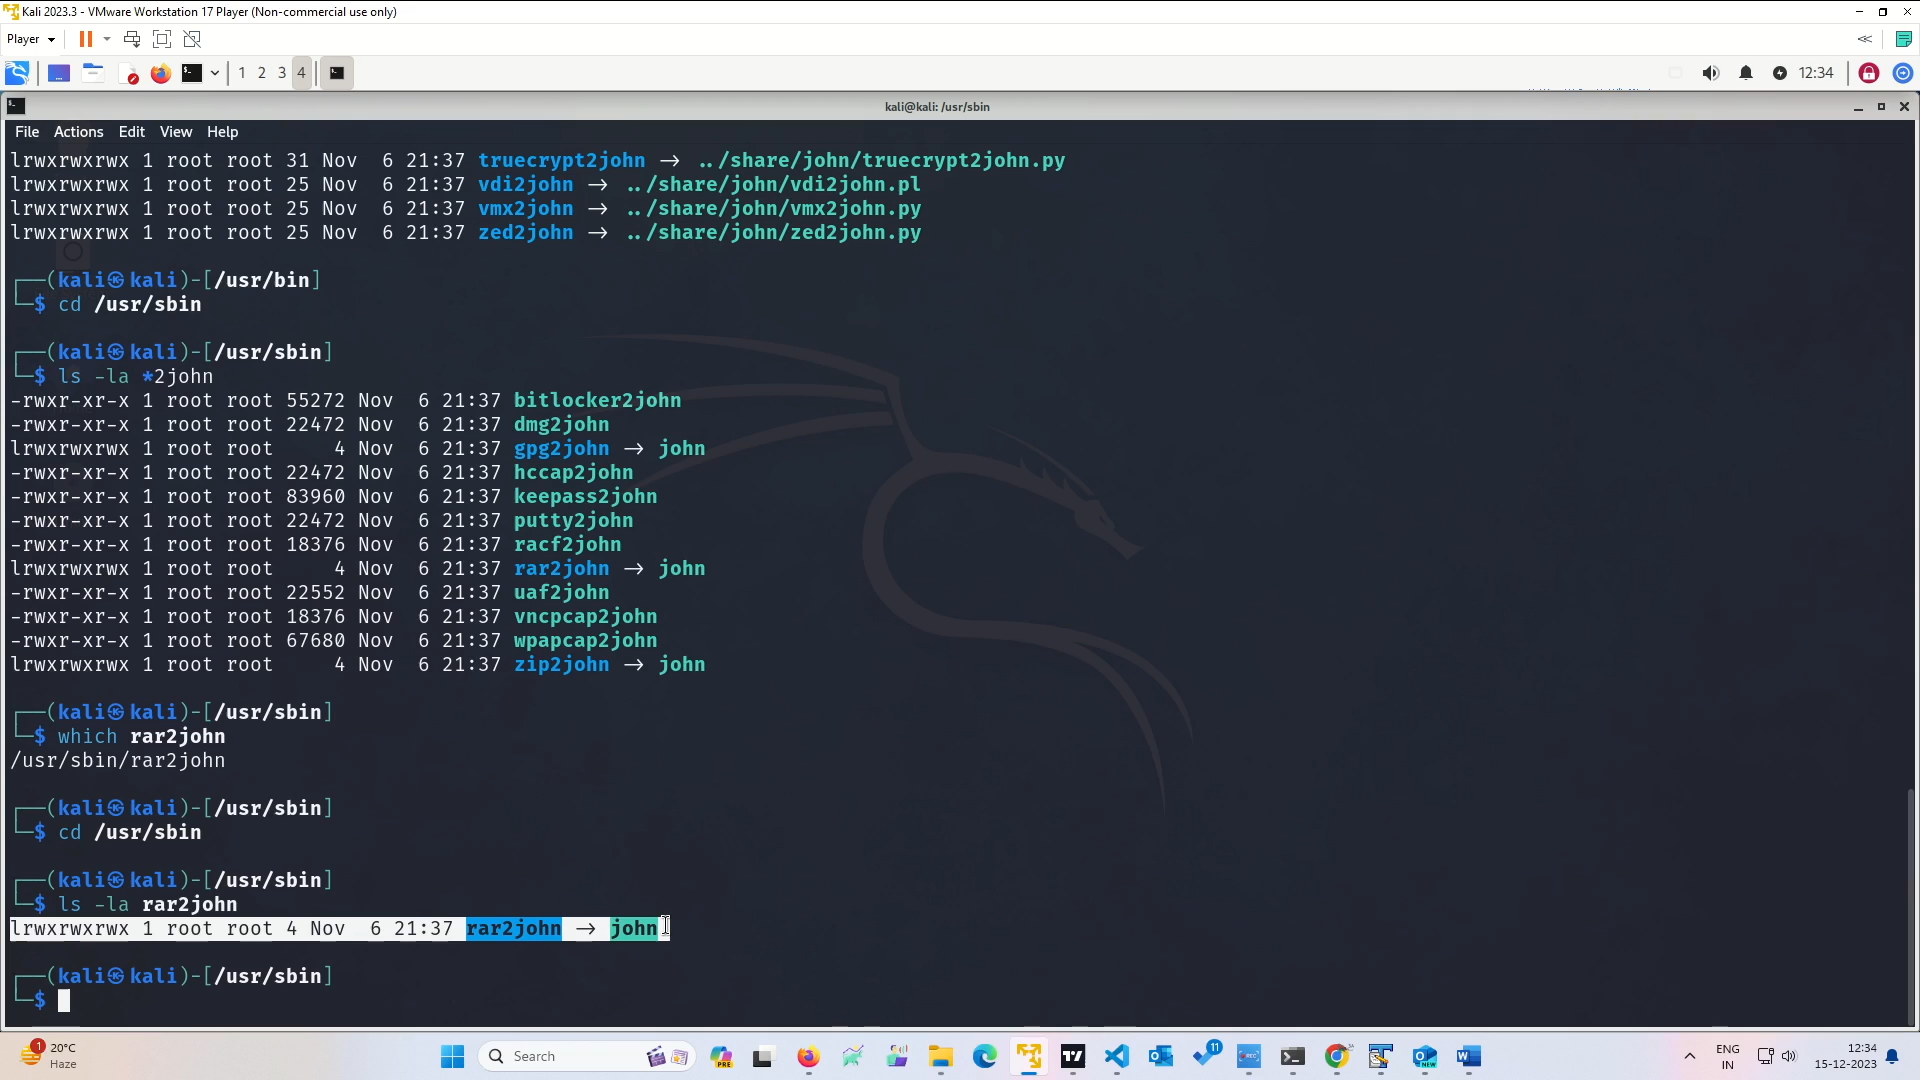 Kali 2023.3 - VMware Workstation 17 Player (Non-commercial use only)
Player
1 2 3 4
12:34
kali@kali: /usr/sbin
File Actions Edit View Help
lrwxrwxrwx 1 root root 31 Nov  6 21:37 truecrypt2john → ../share/john/truecrypt2john.py
lrwxrwxrwx 1 root root 25 Nov  6 21:37 vdi2john → ../share/john/vdi2john.pl
lrwxrwxrwx 1 root root 25 Nov  6 21:37 vmx2john → ../share/john/vmx2john.py
lrwxrwxrwx 1 root root 25 Nov  6 21:37 zed2john → ../share/john/zed2john.py
┌──(kali㉿kali)-[/usr/bin]
└─$ cd /usr/sbin
┌──(kali㉿kali)-[/usr/sbin]
└─$ ls -la *2john
-rwxr-xr-x 1 root root 55272 Nov  6 21:37 bitlocker2john
-rwxr-xr-x 1 root root 22472 Nov  6 21:37 dmg2john
lrwxrwxrwx 1 root root     4 Nov  6 21:37 gpg2john → john
-rwxr-xr-x 1 root root 22472 Nov  6 21:37 hccap2john
-rwxr-xr-x 1 root root 83960 Nov  6 21:37 keepass2john
-rwxr-xr-x 1 root root 22472 Nov  6 21:37 putty2john
-rwxr-xr-x 1 root root 18376 Nov  6 21:37 racf2john
lrwxrwxrwx 1 root root     4 Nov  6 21:37 rar2john → john
-rwxr-xr-x 1 root root 22552 Nov  6 21:37 uaf2john
-rwxr-xr-x 1 root root 18376 Nov  6 21:37 vncpcap2john
-rwxr-xr-x 1 root root 67680 Nov  6 21:37 wpapcap2john
lrwxrwxrwx 1 root root     4 Nov  6 21:37 zip2john → john
┌──(kali㉿kali)-[/usr/sbin]
└─$ which rar2john
/usr/sbin/rar2john
┌──(kali㉿kali)-[/usr/sbin]
└─$ cd /usr/sbin
┌──(kali㉿kali)-[/usr/sbin]
└─$ ls -la rar2john
lrwxrwxrwx 1 root root 4 Nov  6 21:37 rar2john → john
┌──(kali㉿kali)-[/usr/sbin]
└─$
1
20°C
Haze
Search
PRE
11
REC
NEW
ENG
IN
12:34
15-12-2023